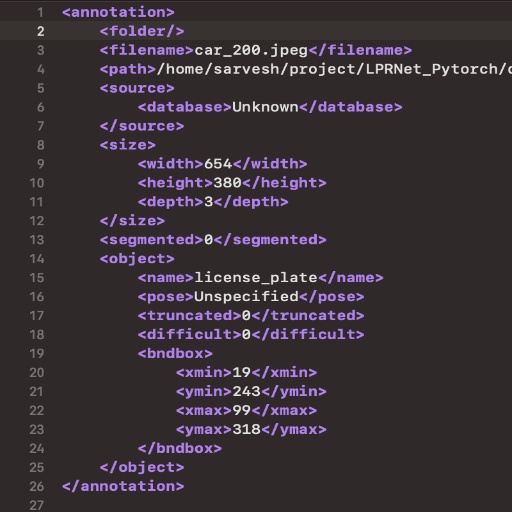 1 <annotation>
2 <folder/>
3 <filename>car_200.jpeg</filename>
4 <path>/home/sarvesh/project/LPRNet_Pytorch/
5 <source>
6 <database>Unknown</database>
7 </source>
8 <size>
9 <width>654</width>
10 <height>380</height>
11 <depth>3</depth>
12 </size>
13 <segmented>0</segmented>
14 <object>
15 <name>license_plate</name>
16 <pose>Unspecified</pose>
17 <truncated>0</truncated>
18 <difficult>0</difficult>
19 <bndbox>
20 <xmin>19</xmin>
21 <ymin>243</ymin>
22 <xmax>99</xmax>
23 <ymax>318</ymax>
24 </bndbox>
25 </object>
26 </annotation>
27